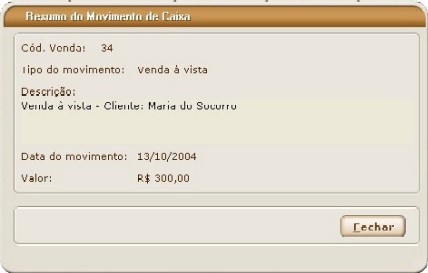 Resumo do Movimento de Caixa
Cód. Venda: 34
Tipo do movimento: Venda à vista
Descrição:
Venda à vista - Cliente: Maria do Socorro
Data do movimento: 13/10/2004
Valor: R$ 300,00
Fechar